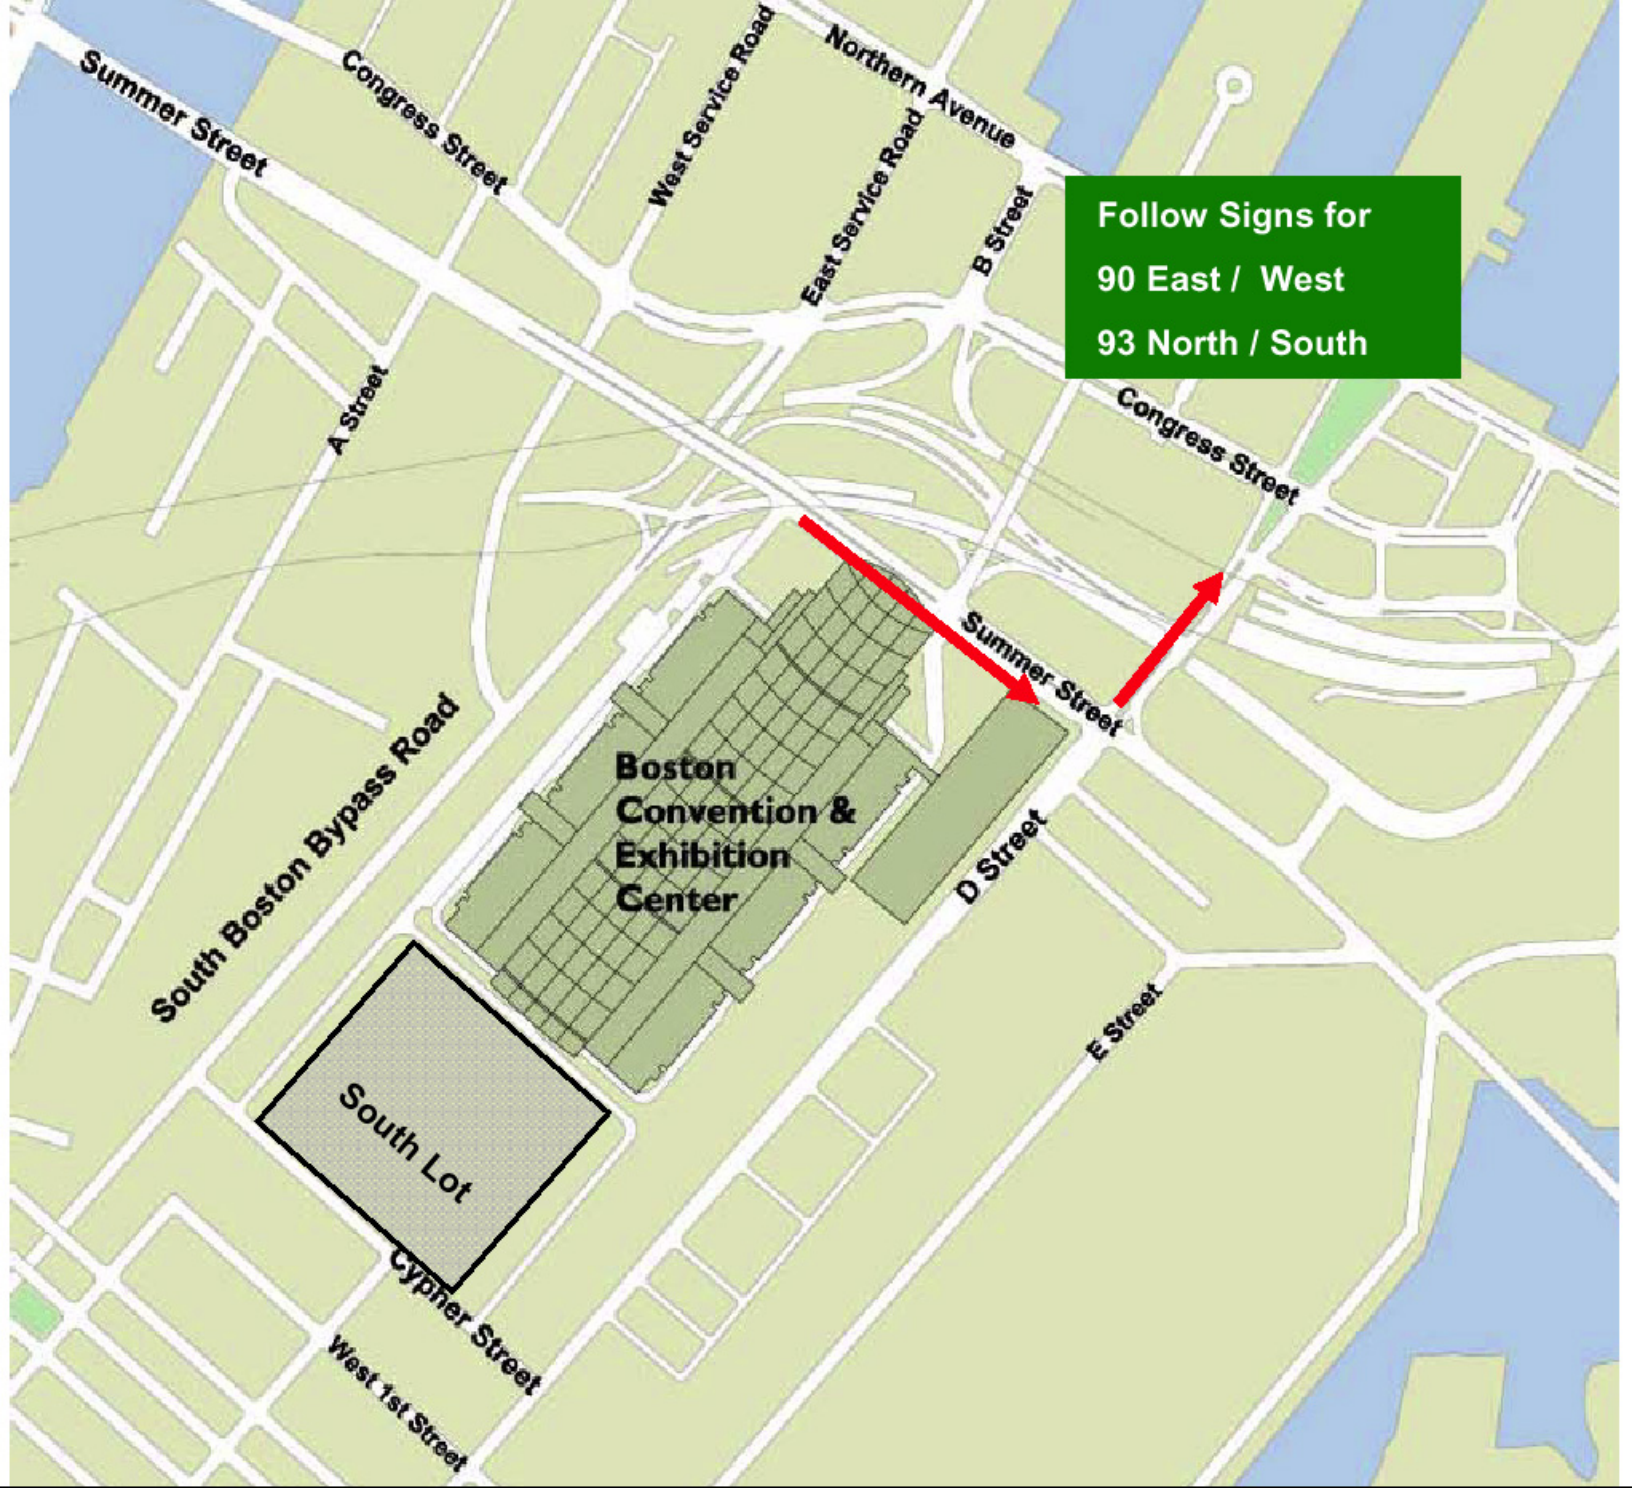 Summer Street
Congress Street
West Service Road
Northern Avenue
East Service Road
B Street
Follow Signs for
90 East / West
93 North / South
A Street
Congress Street
Summer Street
Boston
Convention &
Exhibition
Center
D Street
South Boston Bypass Road
E Street
South Lot
Cypher Street
West 1st Street